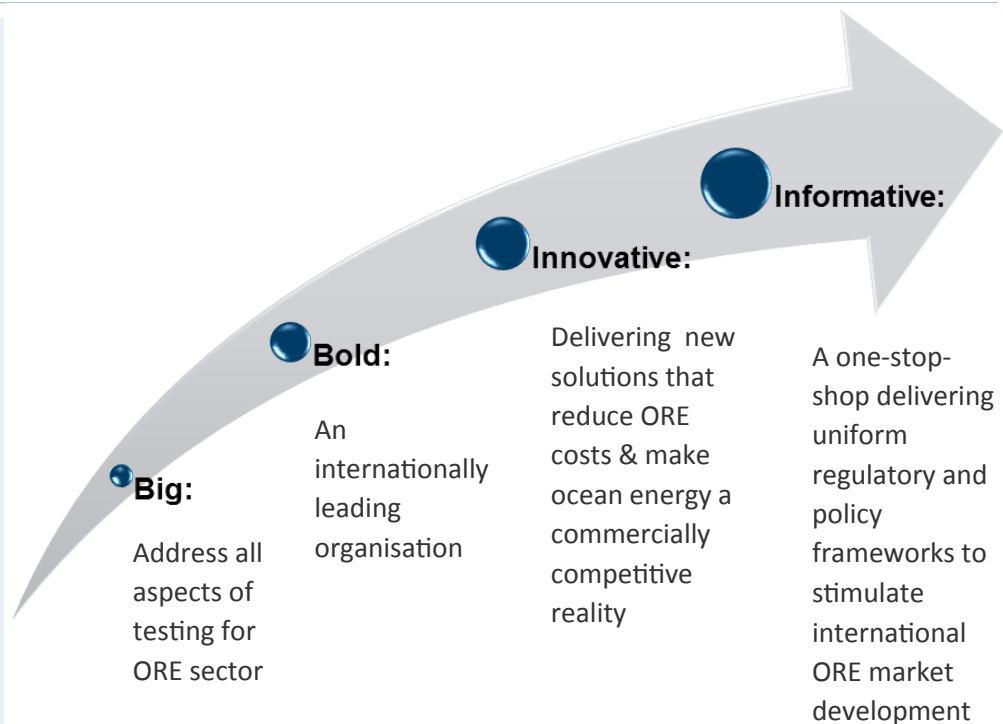 Big:
Address all
aspects of
testing for
ORE sector
Bold:
An
internationally
leading
organisation
Innovative:
Delivering  new
solutions that
reduce ORE
costs & make
ocean energy a
commercially
competitive
reality
Informative:
A one-stop-
shop delivering
uniform
regulatory and
policy
frameworks to
stimulate
international
ORE market
development